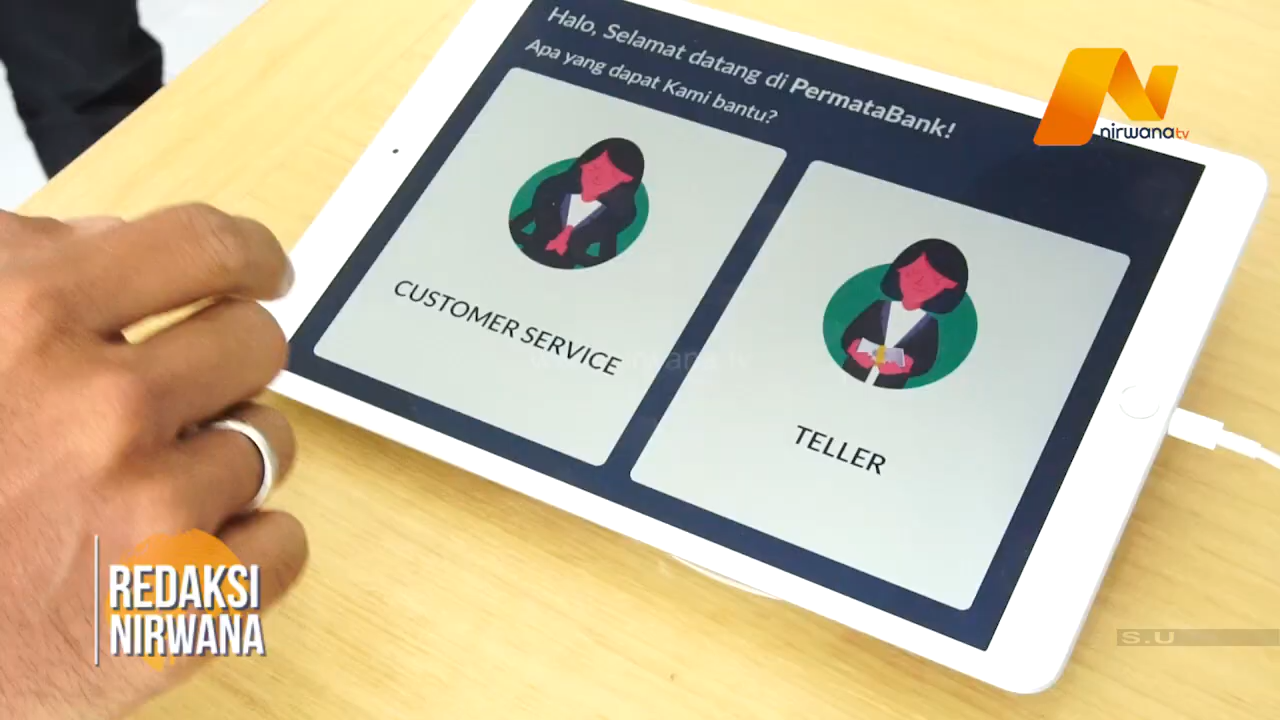 Halo, Selamat datang di PermataBank!
Apa yang dapat Kami bantu?
CUSTOMER SERVICE
TELLER
nirwana tv
REDAKSI
NIRWANA
S.U